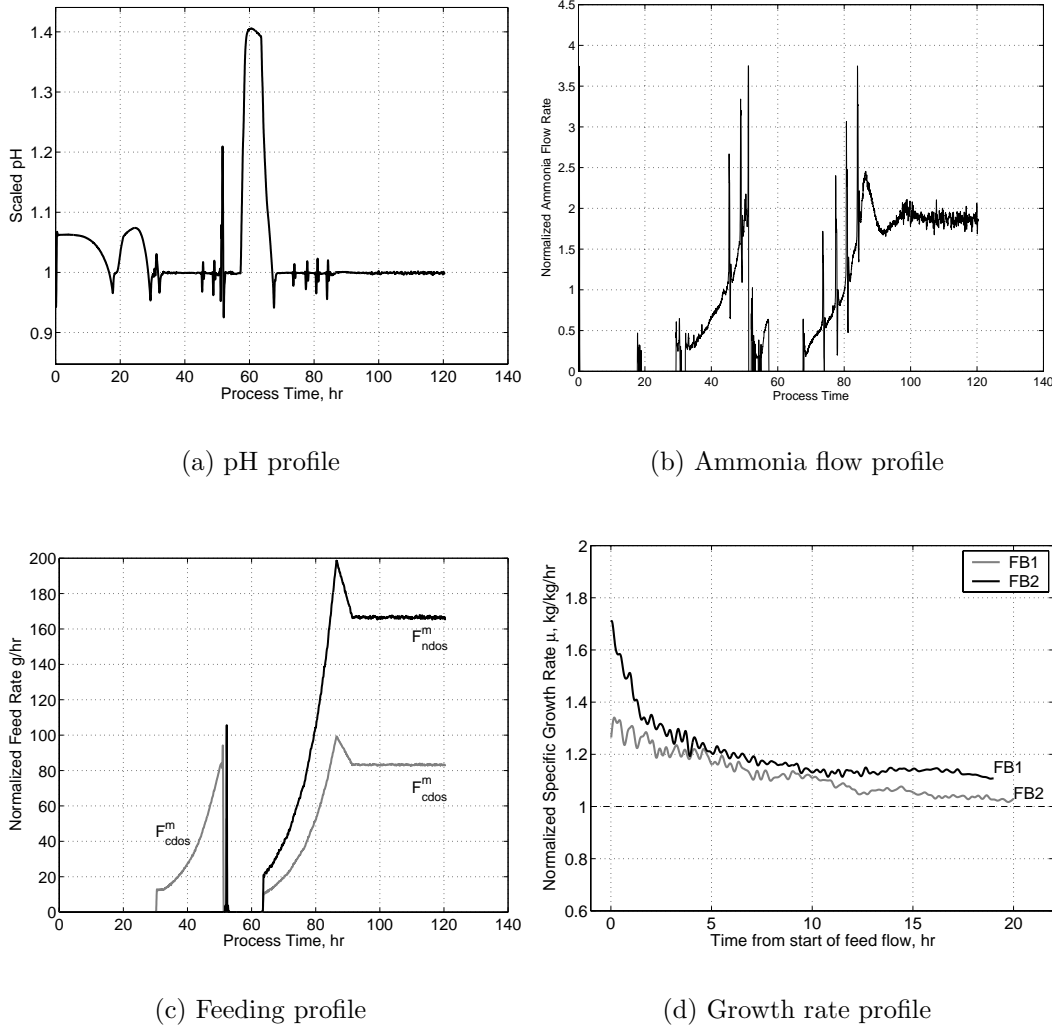 1.4
1.3
1.2
1.1
1
0.9
Scaled pH
0 20 40 60 80 100 120 140
Process Time, hr
(a) pH profile
4.5
4
3.5
3
2.5
2
1.5
1
0.5
0
Normalized Ammonia Flow Rate
0 20 40 60 80 100 120 140
Process Time
(b) Ammonia flow profile
200
180
160
140
120
100
80
60
40
20
0
Normalized Feed Rate g/hr
F^m_ndos
F^m_cdos
F^m_cdos
0 20 40 60 80 100 120 140
Process Time, hr
(c) Feeding profile
2
1.8
1.6
1.4
1.2
1
0.8
0.6
Normalized Specific Growth Rate μ, kg/kg/hr
FB1
FB2
FB1
FB2
0 5 10 15 20
Time from start of feed flow, hr
(d) Growth rate profile